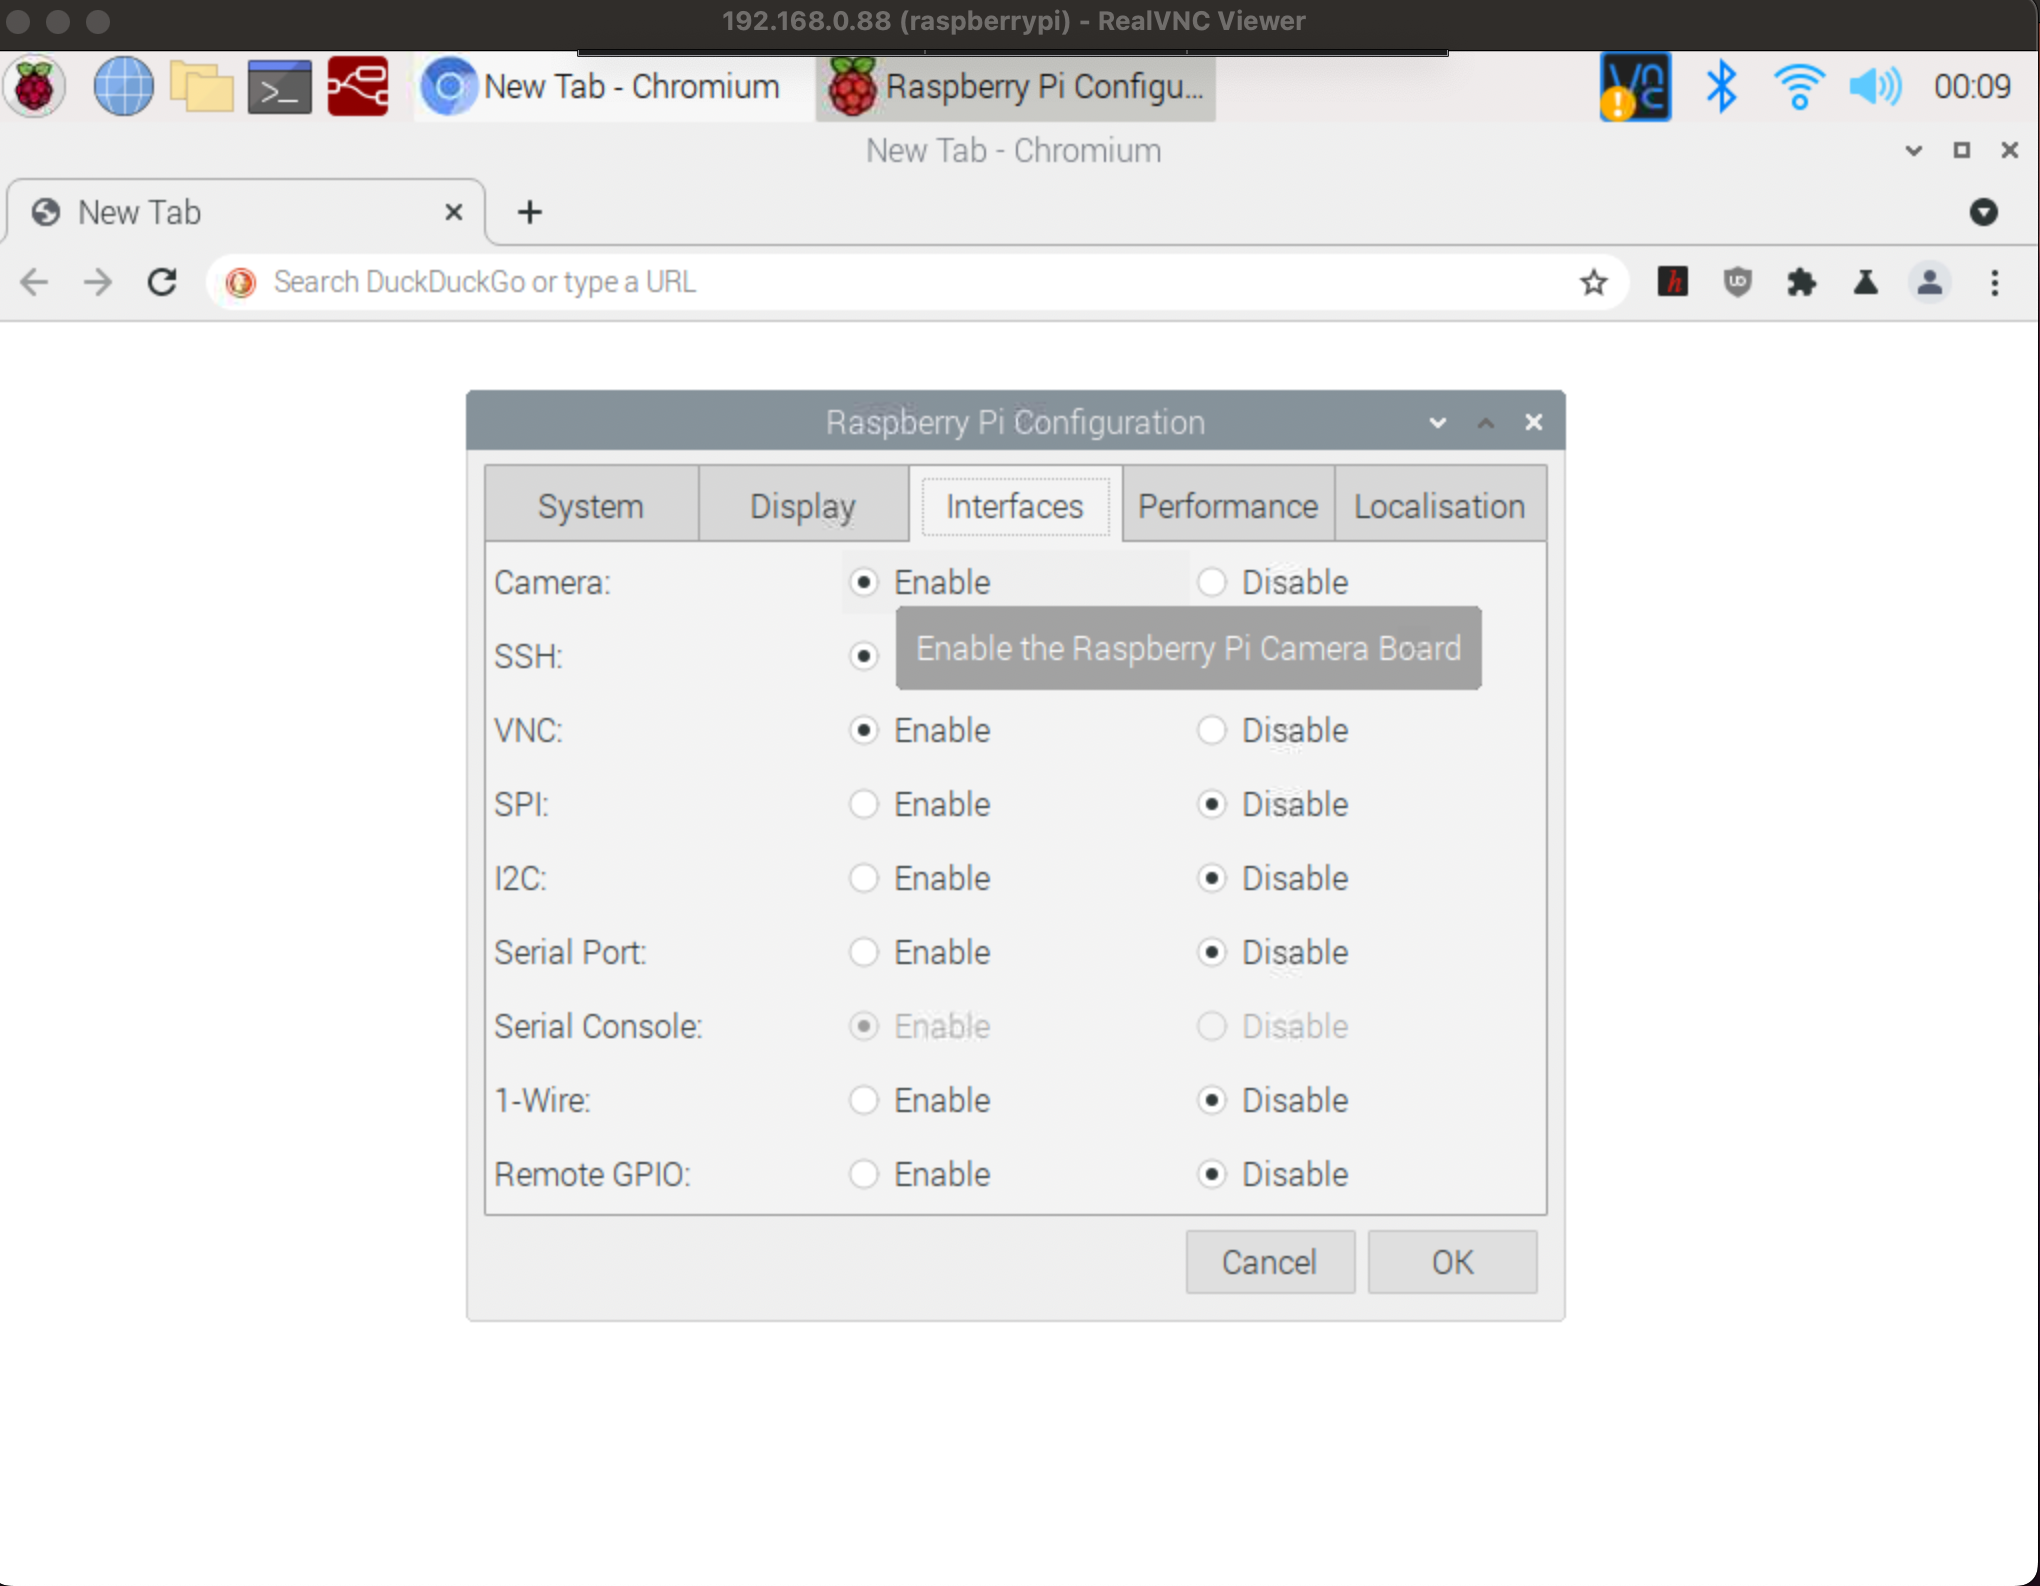 192.168.0.88 (raspberrypi) - RealVNC Viewer
>_ New Tab - Chromium Raspberry Pi Configu... 00:09
New Tab - Chromium
New Tab
Search DuckDuckGo or type a URL
Raspberry Pi Configuration
System Display Interfaces Performance Localisation
Camera: Enable Disable
SSH: Enable the Raspberry Pi Camera Board
VNC: Enable Disable
SPI: Enable Disable
I2C: Enable Disable
Serial Port: Enable Disable
Serial Console: Enable Disable
1-Wire: Enable Disable
Remote GPIO: Enable Disable
Cancel OK